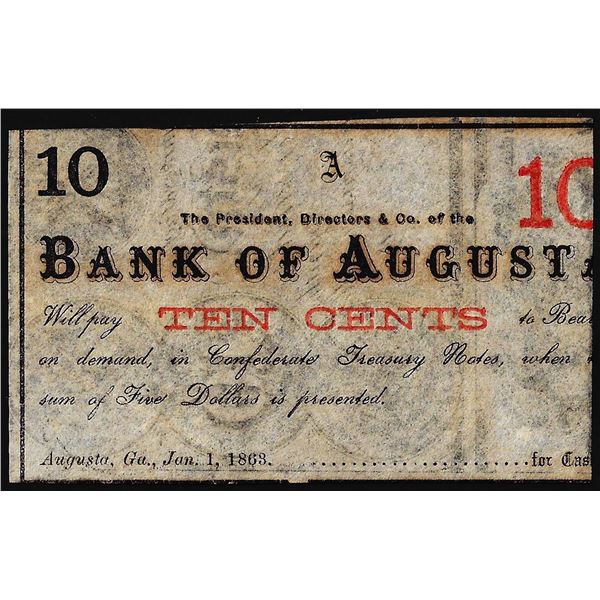 10 A 10
The President, Directors & Co. of the
BANK OF AUGUSTA
Will pay TEN CENTS to Bea
on demand, in Confederate Treasury Notes, when
sum of Five Dollars is presented.
Augusta, Ga., Jan. 1, 1863. ........................ for Cas